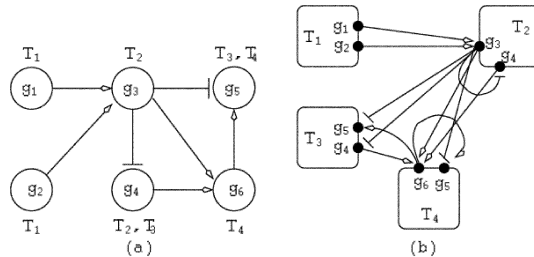 T1 T2 T3, T4
g1 g3 g5
g2 g4 g6
T1 T2, T3 T4
(a)
T1 g1 g2
g3 T2 g4
T3 g5 g4
g6 g5
T4
(b)